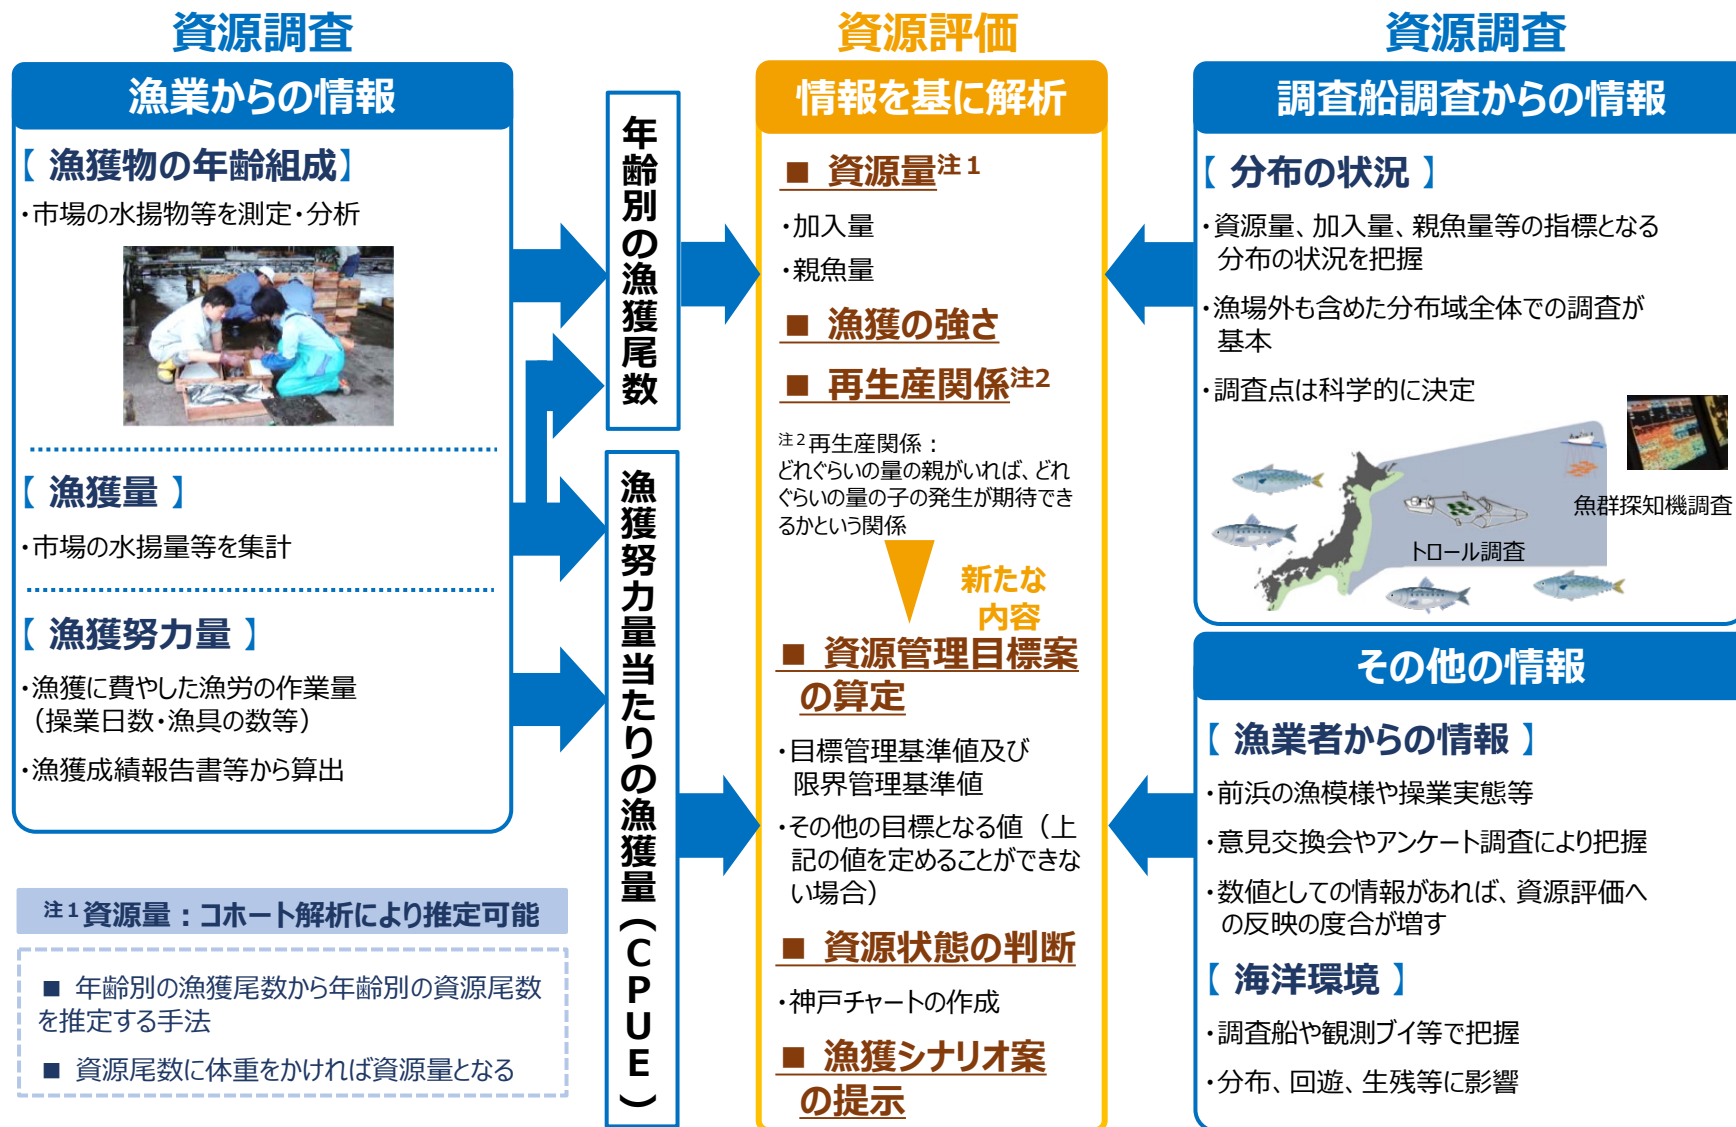 資源調査
漁業からの情報
【 漁獲物の年齢組成】
・市場の水揚物等を測定・分析
【 漁獲量 】
・市場の水揚量等を集計
【 漁獲努力量 】
・漁獲に費やした漁労の作業量
（操業日数・漁具の数等）
・漁獲成績報告書等から算出
注1資源量：コホート解析により推定可能
■ 年齢別の漁獲尾数から年齢別の資源尾数
を推定する手法
■ 資源尾数に体重をかければ資源量となる
年齢別の漁獲尾数
漁獲努力量当たりの漁獲量（CPUE）
資源評価
情報を基に解析
■ 資源量注1
・加入量
・親魚量
■ 漁獲の強さ
■ 再生産関係注2
注2再生産関係：
どれぐらいの量の親がいれば、どれ
ぐらいの量の子の発生が期待でき
るかという関係
新たな
内容
■ 資源管理目標案
の算定
・目標管理基準値及び
限界管理基準値
・その他の目標となる値（上
記の値を定めることができな
い場合）
■ 資源状態の判断
・神戸チャートの作成
■ 漁獲シナリオ案
の提示
資源調査
調査船調査からの情報
【 分布の状況 】
・資源量、加入量、親魚量等の指標となる
分布の状況を把握
・漁場外も含めた分布域全体での調査が
基本
・調査点は科学的に決定
魚群探知機調査
トロール調査
その他の情報
【 漁業者からの情報 】
・前浜の漁模様や操業実態等
・意見交換会やアンケート調査により把握
・数値としての情報があれば、資源評価へ
の反映の度合が増す
【 海洋環境 】
・調査船や観測ブイ等で把握
・分布、回遊、生残等に影響